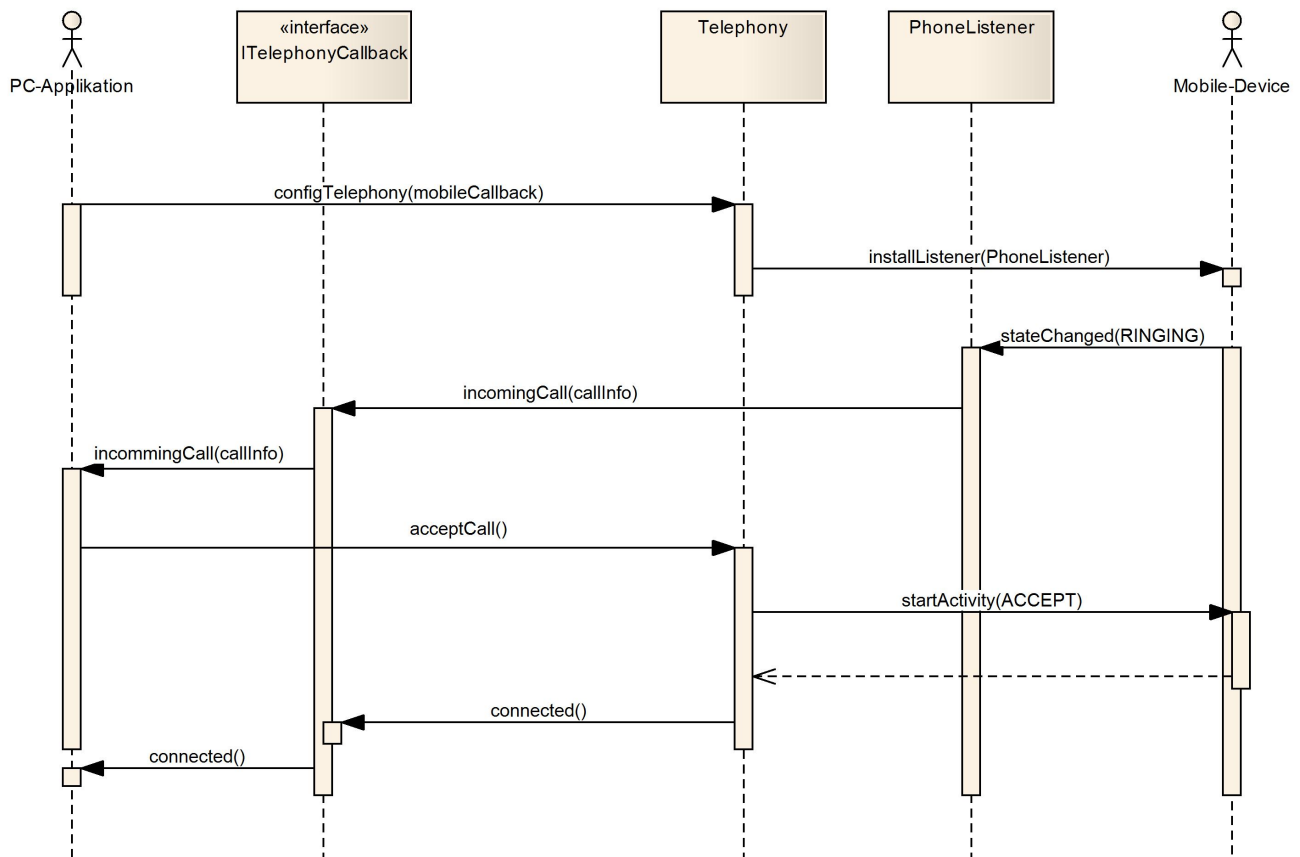 PC-Applikation
«interface»
ITelephonyCallback
Telephony
PhoneListener
Mobile-Device
configTelephony(mobileCallback)
installListener(PhoneListener)
stateChanged(RINGING)
incomingCall(callInfo)
incommingCall(callInfo)
acceptCall()
startActivity(ACCEPT)
connected()
connected()